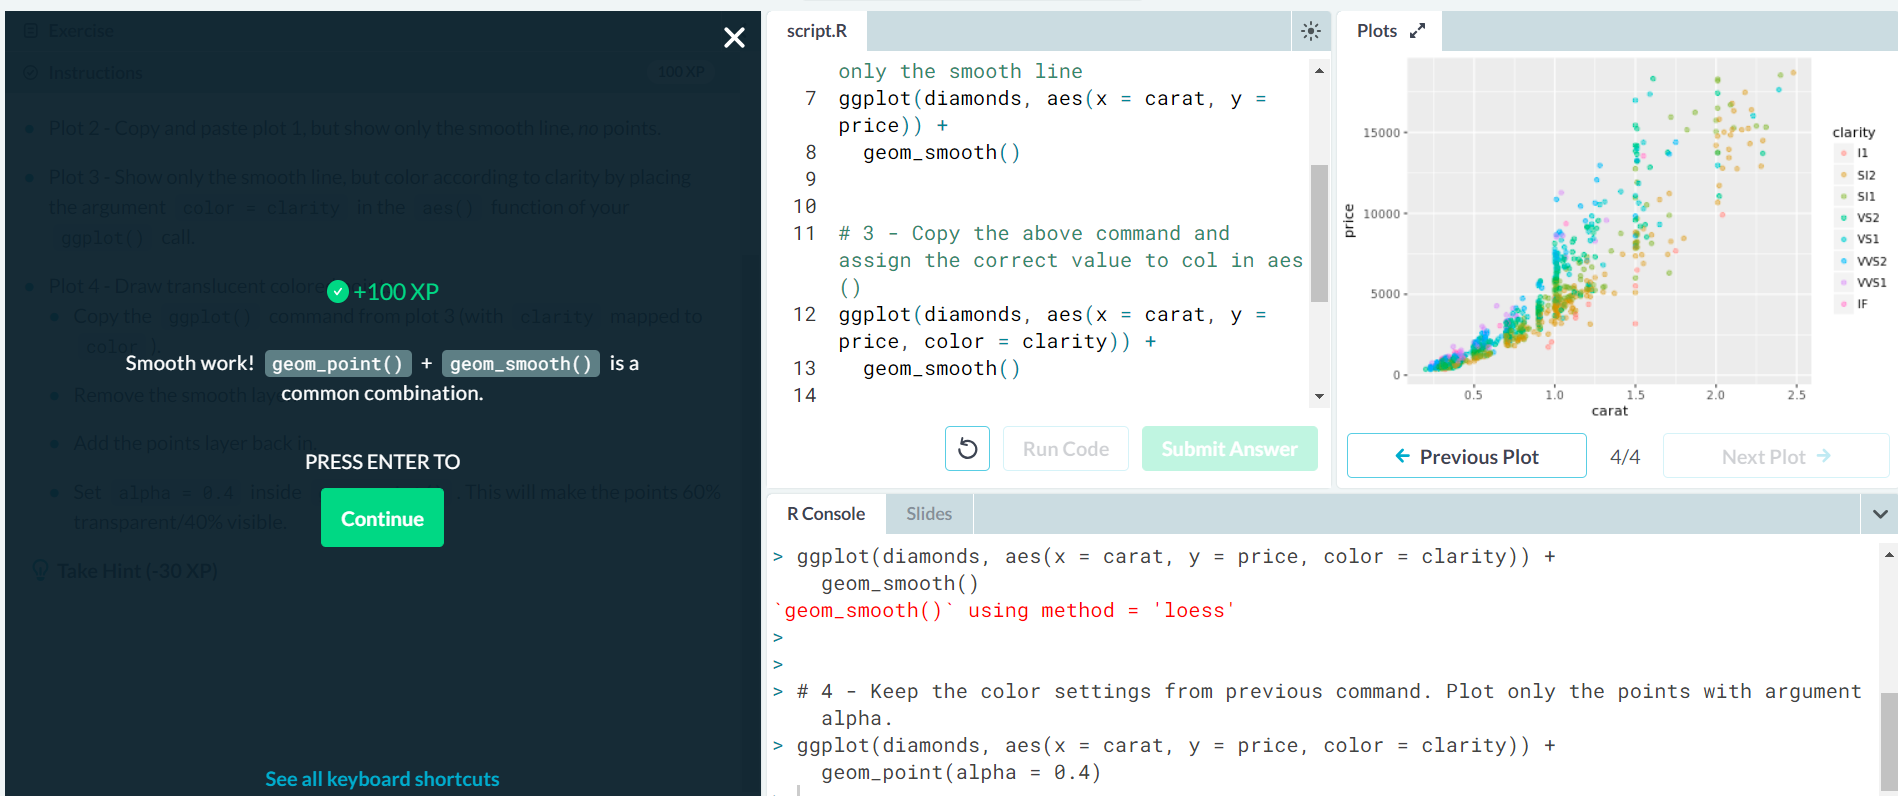 Exercise
Instructions
100 XP
Plot 2 - Copy and paste plot 1, but show only the smooth line, no points.
Plot 3 - Show only the smooth line, but color according to clarity by placing
the argument color = clarity in the aes() function of your
ggplot() call.
Plot 4 - Draw translucent colore
Copy the ggplot() command from plot 3 (with clarity mapped to
color ).
Remove the smooth laye
Add the points layer back in.
Set alpha = 0.4 inside . This will make the points 60%
transparent/40% visible.
Take Hint (-30 XP)
+100 XP
Smooth work! geom_point() + geom_smooth() is a
common combination.
PRESS ENTER TO
Continue
See all keyboard shortcuts
script.R
only the smooth line
7 ggplot(diamonds, aes(x = carat, y =
price)) +
8 geom_smooth()
9
10
11 # 3 - Copy the above command and
assign the correct value to col in aes
()
12 ggplot(diamonds, aes(x = carat, y =
price, color = clarity)) +
13 geom_smooth()
14
Run Code
Submit Answer
Plots
15000
10000
5000
0
price
0.5 1.0 1.5 2.0 2.5
carat
clarity
I1
SI2
SI1
VS2
VS1
VVS2
VVS1
IF
← Previous Plot
4/4
Next Plot →
R Console
Slides
> ggplot(diamonds, aes(x = carat, y = price, color = clarity)) +
geom_smooth()
`geom_smooth()` using method = 'loess'
>
>
> # 4 - Keep the color settings from previous command. Plot only the points with argument
alpha.
> ggplot(diamonds, aes(x = carat, y = price, color = clarity)) +
geom_point(alpha = 0.4)